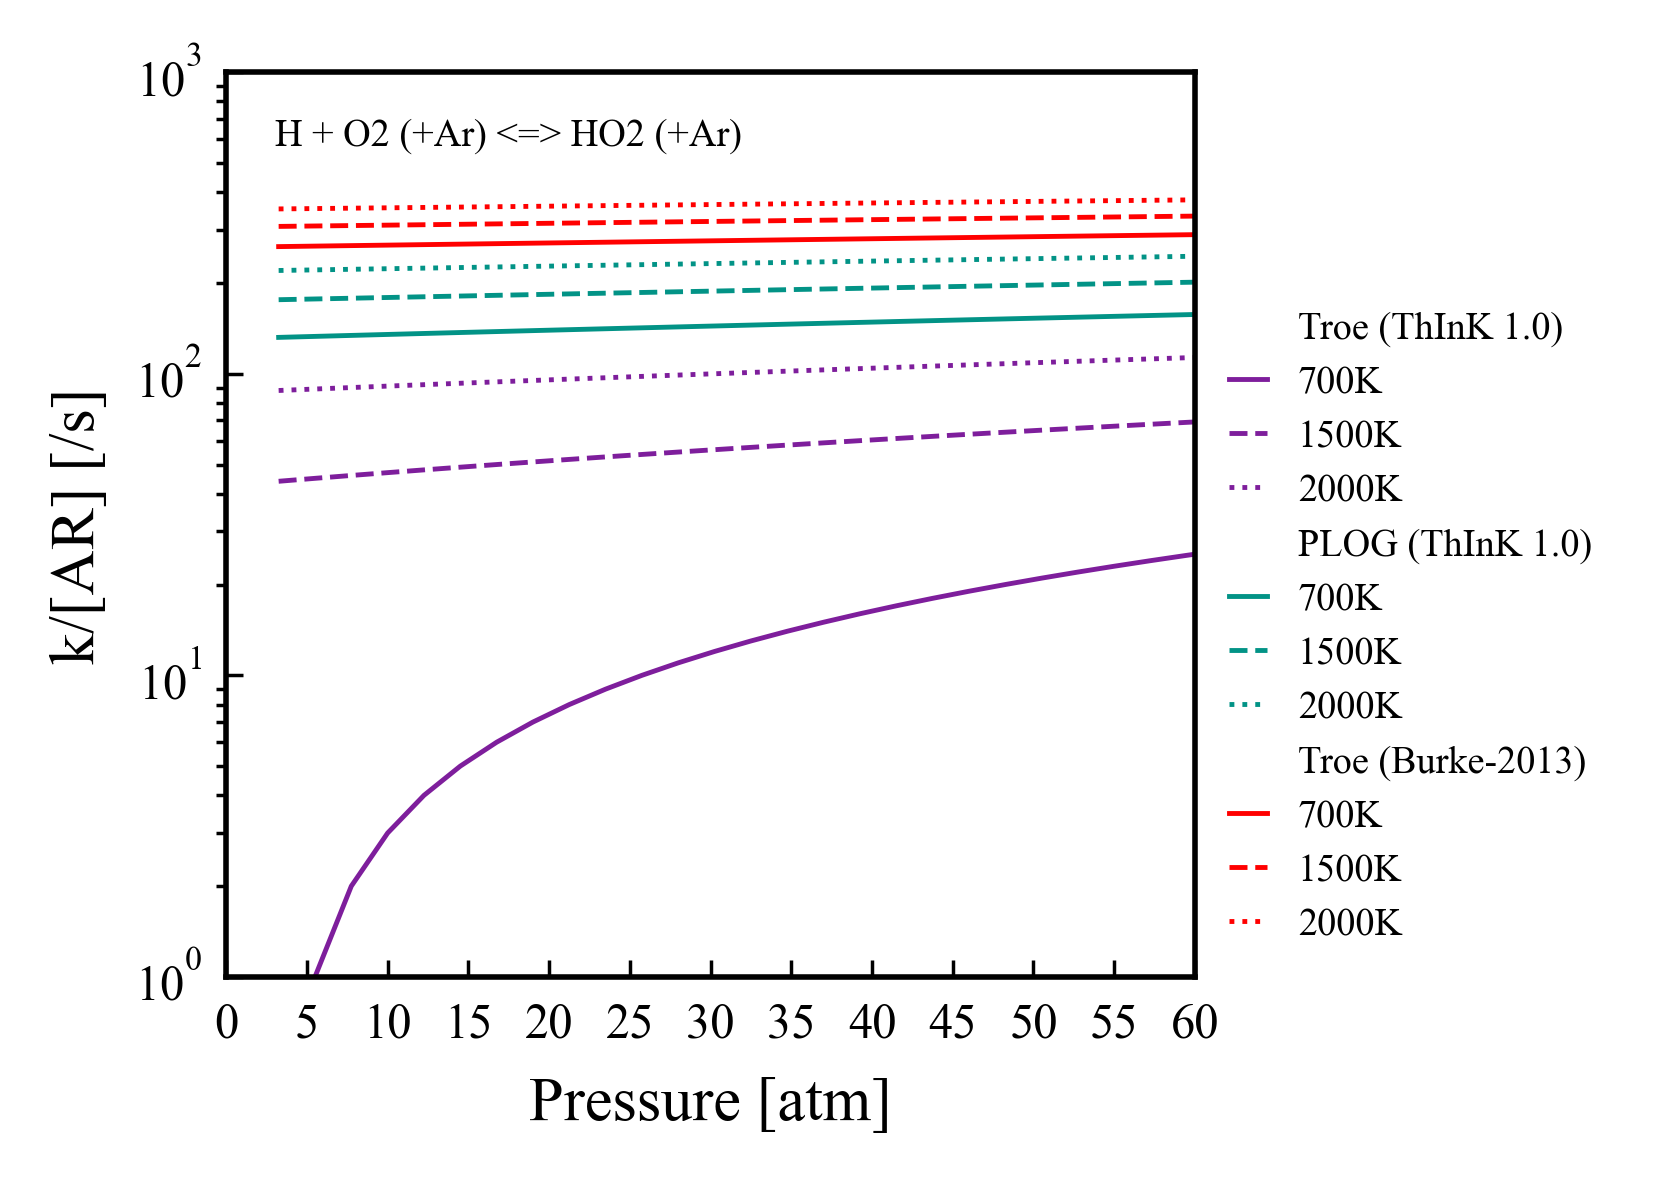 10^3
H + O2 (+Ar) <=> HO2 (+Ar)
10^2
10^1
10^0
k/[AR] [/s]
0 5 10 15 20 25 30 35 40 45 50 55 60
Pressure [atm]
Troe (ThInK 1.0)
700K
1500K
2000K
PLOG (ThInK 1.0)
700K
1500K
2000K
Troe (Burke-2013)
700K
1500K
2000K